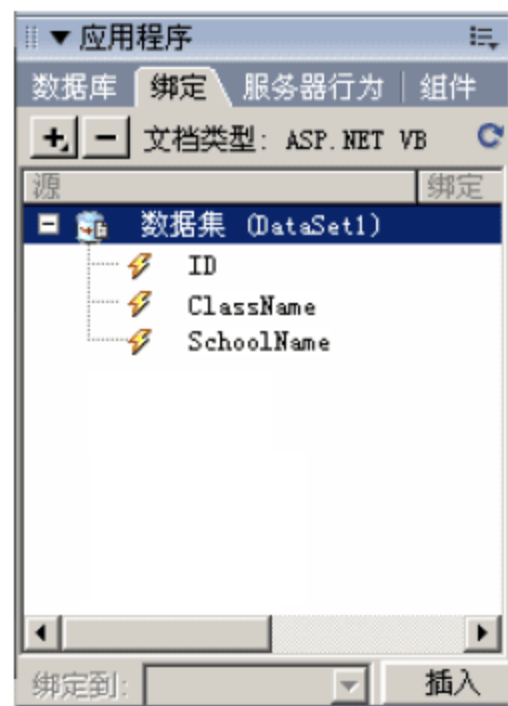 ▼ 应用程序
数据库 绑定 服务器行为 组件
文档类型: ASP.NET VB
源 绑定
数据集 (DataSet1)
ID
ClassName
SchoolName
绑定到: 插入